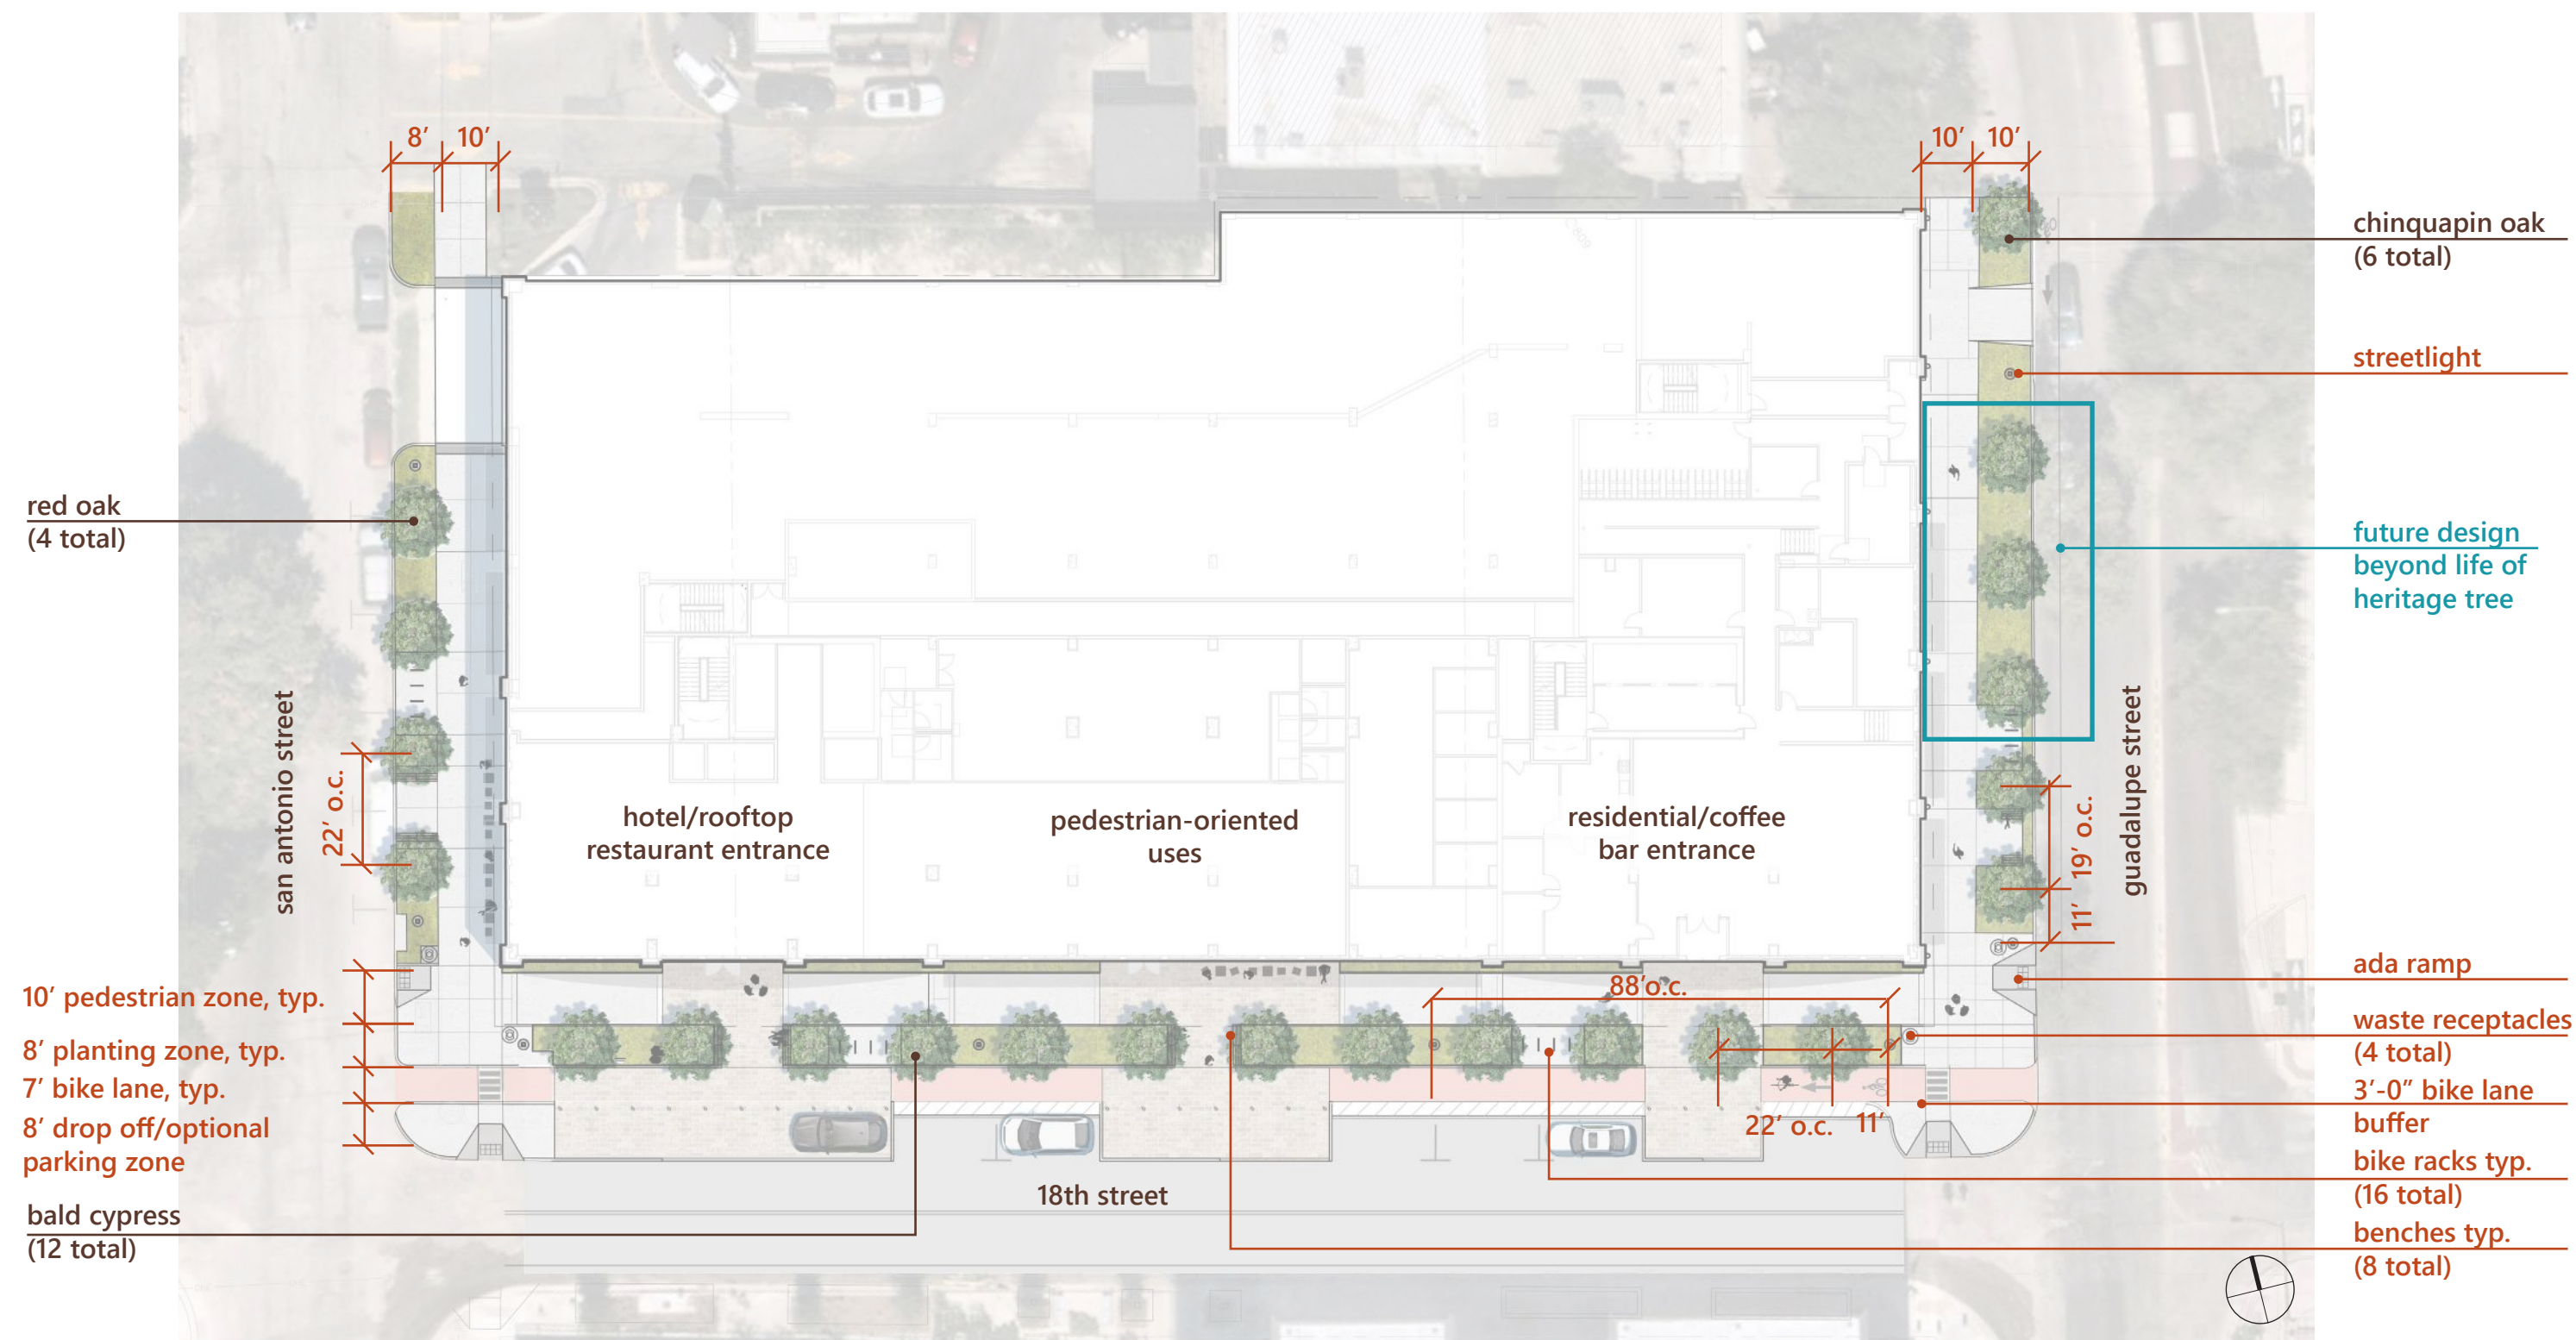 8’ 10’
10’ 10’
chinquapin oak
(6 total)
streetlight
red oak
(4 total)
future design
beyond life of
heritage tree
san antonio street
22’ o.c.
guadalupe street
19’ o.c.
11’
hotel/rooftop
restaurant entrance
pedestrian-oriented
uses
residential/coffee
bar entrance
10’ pedestrian zone, typ.
8’ planting zone, typ.
7’ bike lane, typ.
8’ drop off/optional
parking zone
bald cypress
(12 total)
88’o.c.
22’ o.c. 11’
18th street
ada ramp
waste receptacles
(4 total)
3’-0” bike lane
buffer
bike racks typ.
(16 total)
benches typ.
(8 total)